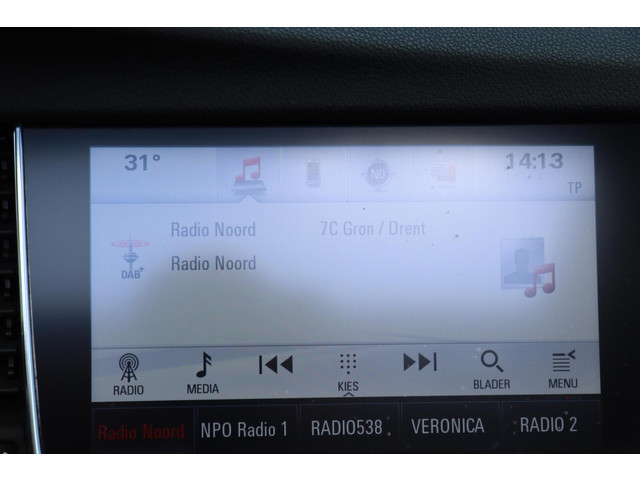 31° 14:13
TP
Radio Noord 7C Gron / Drent
Radio Noord
DAB+
RADIO MEDIA KIES BLADER MENU
Radio Noord NPO Radio 1 RADIO538 VERONICA RADIO 2